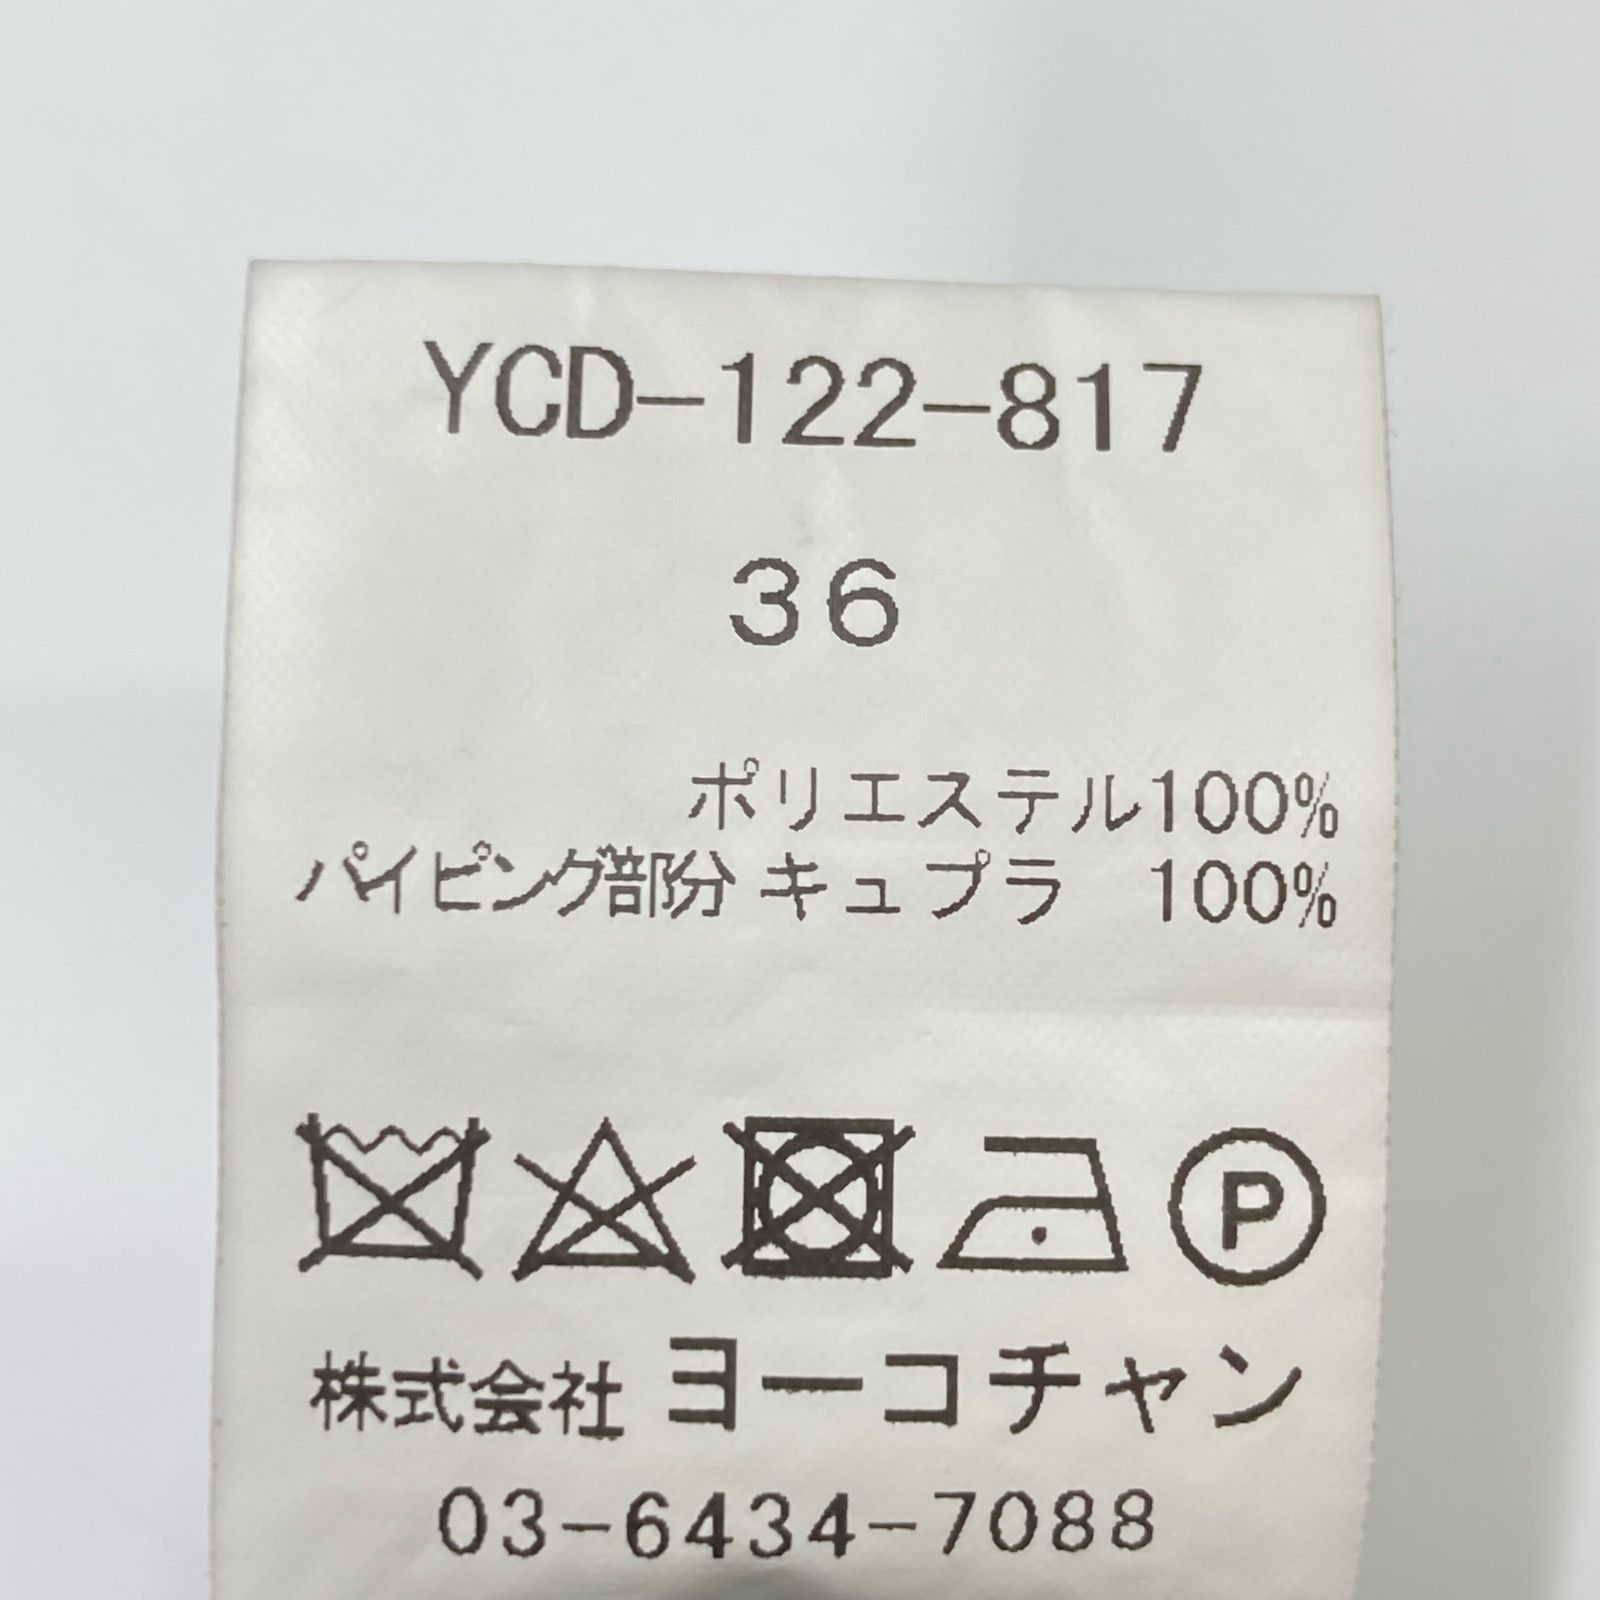 YCD-122-817
36
ポリエステル100%
パイピング部分 キュプラ 100%
P
株式会社 ヨーコチャン
03-6434-7088